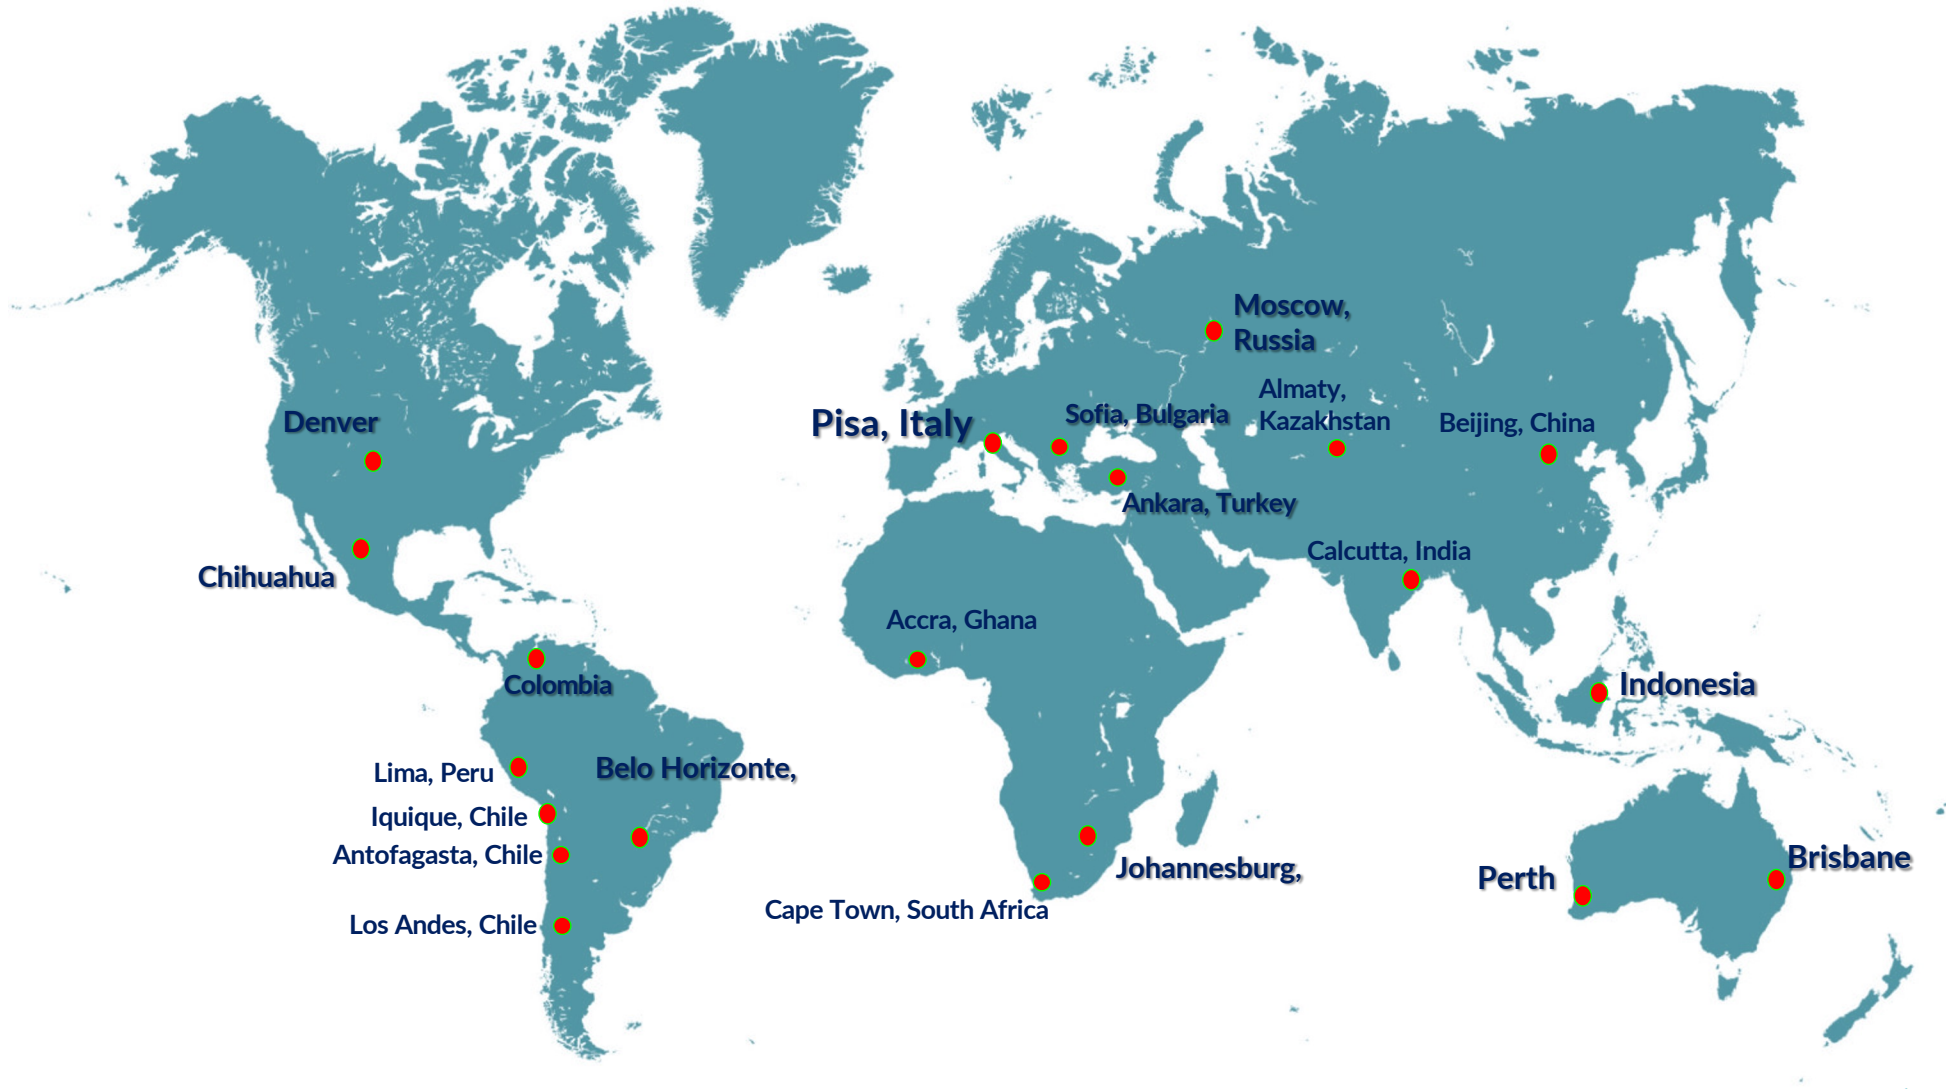 Moscow,
Russia
Almaty,
Kazakhstan
Denver
Pisa, Italy
Sofia, Bulgaria
Beijing, China
Ankara, Turkey
Calcutta, India
Chihuahua
Accra, Ghana
Colombia
Indonesia
Lima, Peru
Belo Horizonte,
Iquique, Chile
Antofagasta, Chile
Johannesburg,
Brisbane
Perth
Cape Town, South Africa
Los Andes, Chile